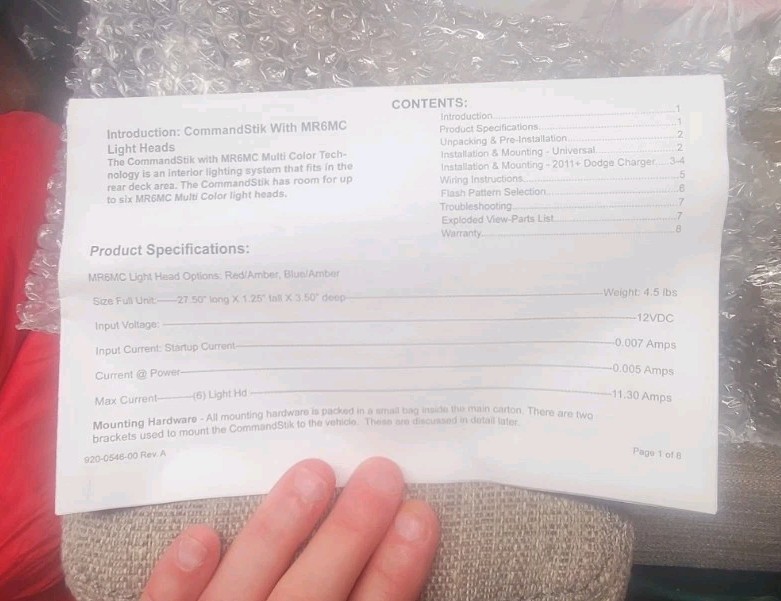 Introduction: CommandStik With MR6MC
Light Heads
The CommandStik with MR6MC Multi Color Tech-
nology is an interior lighting system that fits in the
rear deck area. The CommandStik has room for up
to six MR6MC Multi Color light heads.
CONTENTS:
Introduction 1
Product Specifications 1
Unpacking & Pre-Installation 2
Installation & Mounting - Universal 2
Installation & Mounting - 2011+ Dodge Charger 3-4
Wiring Instructions 5
Flash Pattern Selection 6
Troubleshooting 7
Exploded View-Parts List 7
Warranty 8
Product Specifications:
MR6MC Light Head Options: Red/Amber, Blue/Amber
Size Full Unit: 27.50" long X 1.25" tall X 3.50" deep Weight: 4.5 lbs
Input Voltage: 12VDC
Input Current: Startup Current 0.007 Amps
Current @ Power 0.005 Amps
Max Current (6) Light Hd 11.30 Amps
Mounting Hardware - All mounting hardware is packed in a small bag inside the main carton. There are two
brackets used to mount the CommandStik to the vehicle. These are discussed in detail later.
920-0546-00 Rev.A Page 1 of 8